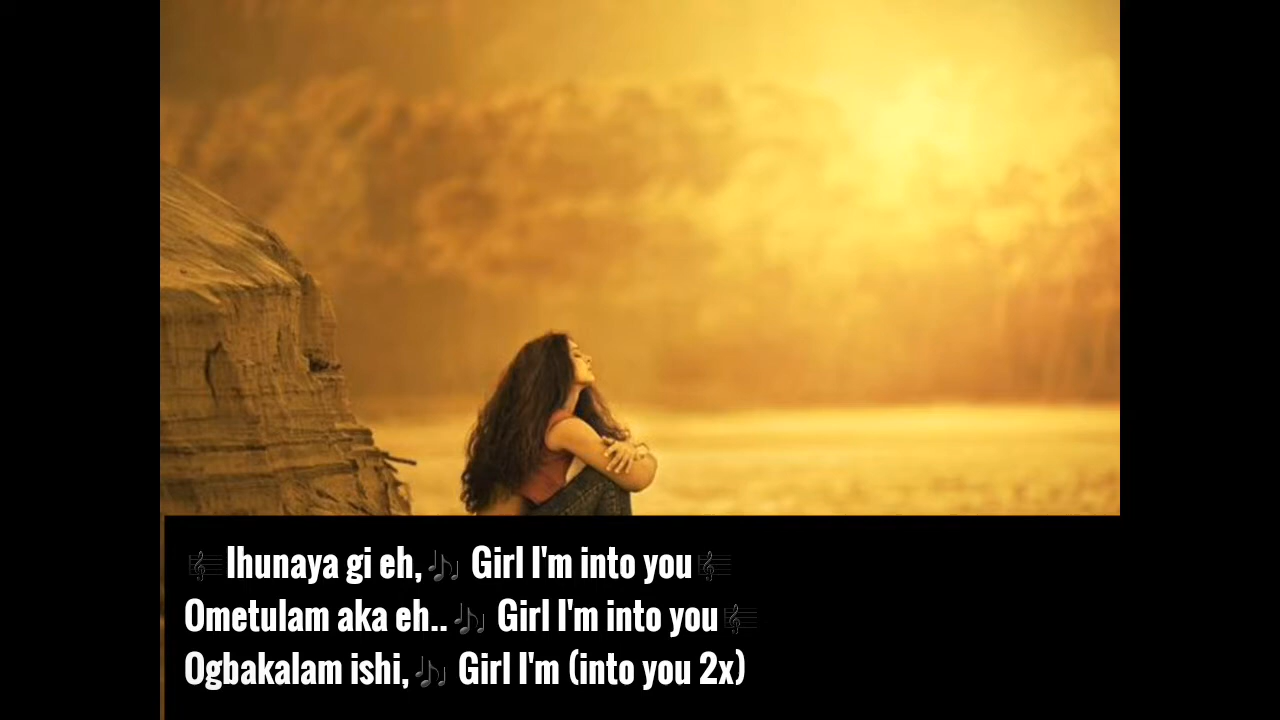 🎼Ihunaya gi eh,🎶 Girl I'm into you🎼
Ometulam aka eh..🎶 Girl I'm into you🎼
Ogbakalam ishi,🎶 Girl I'm (into you 2x)